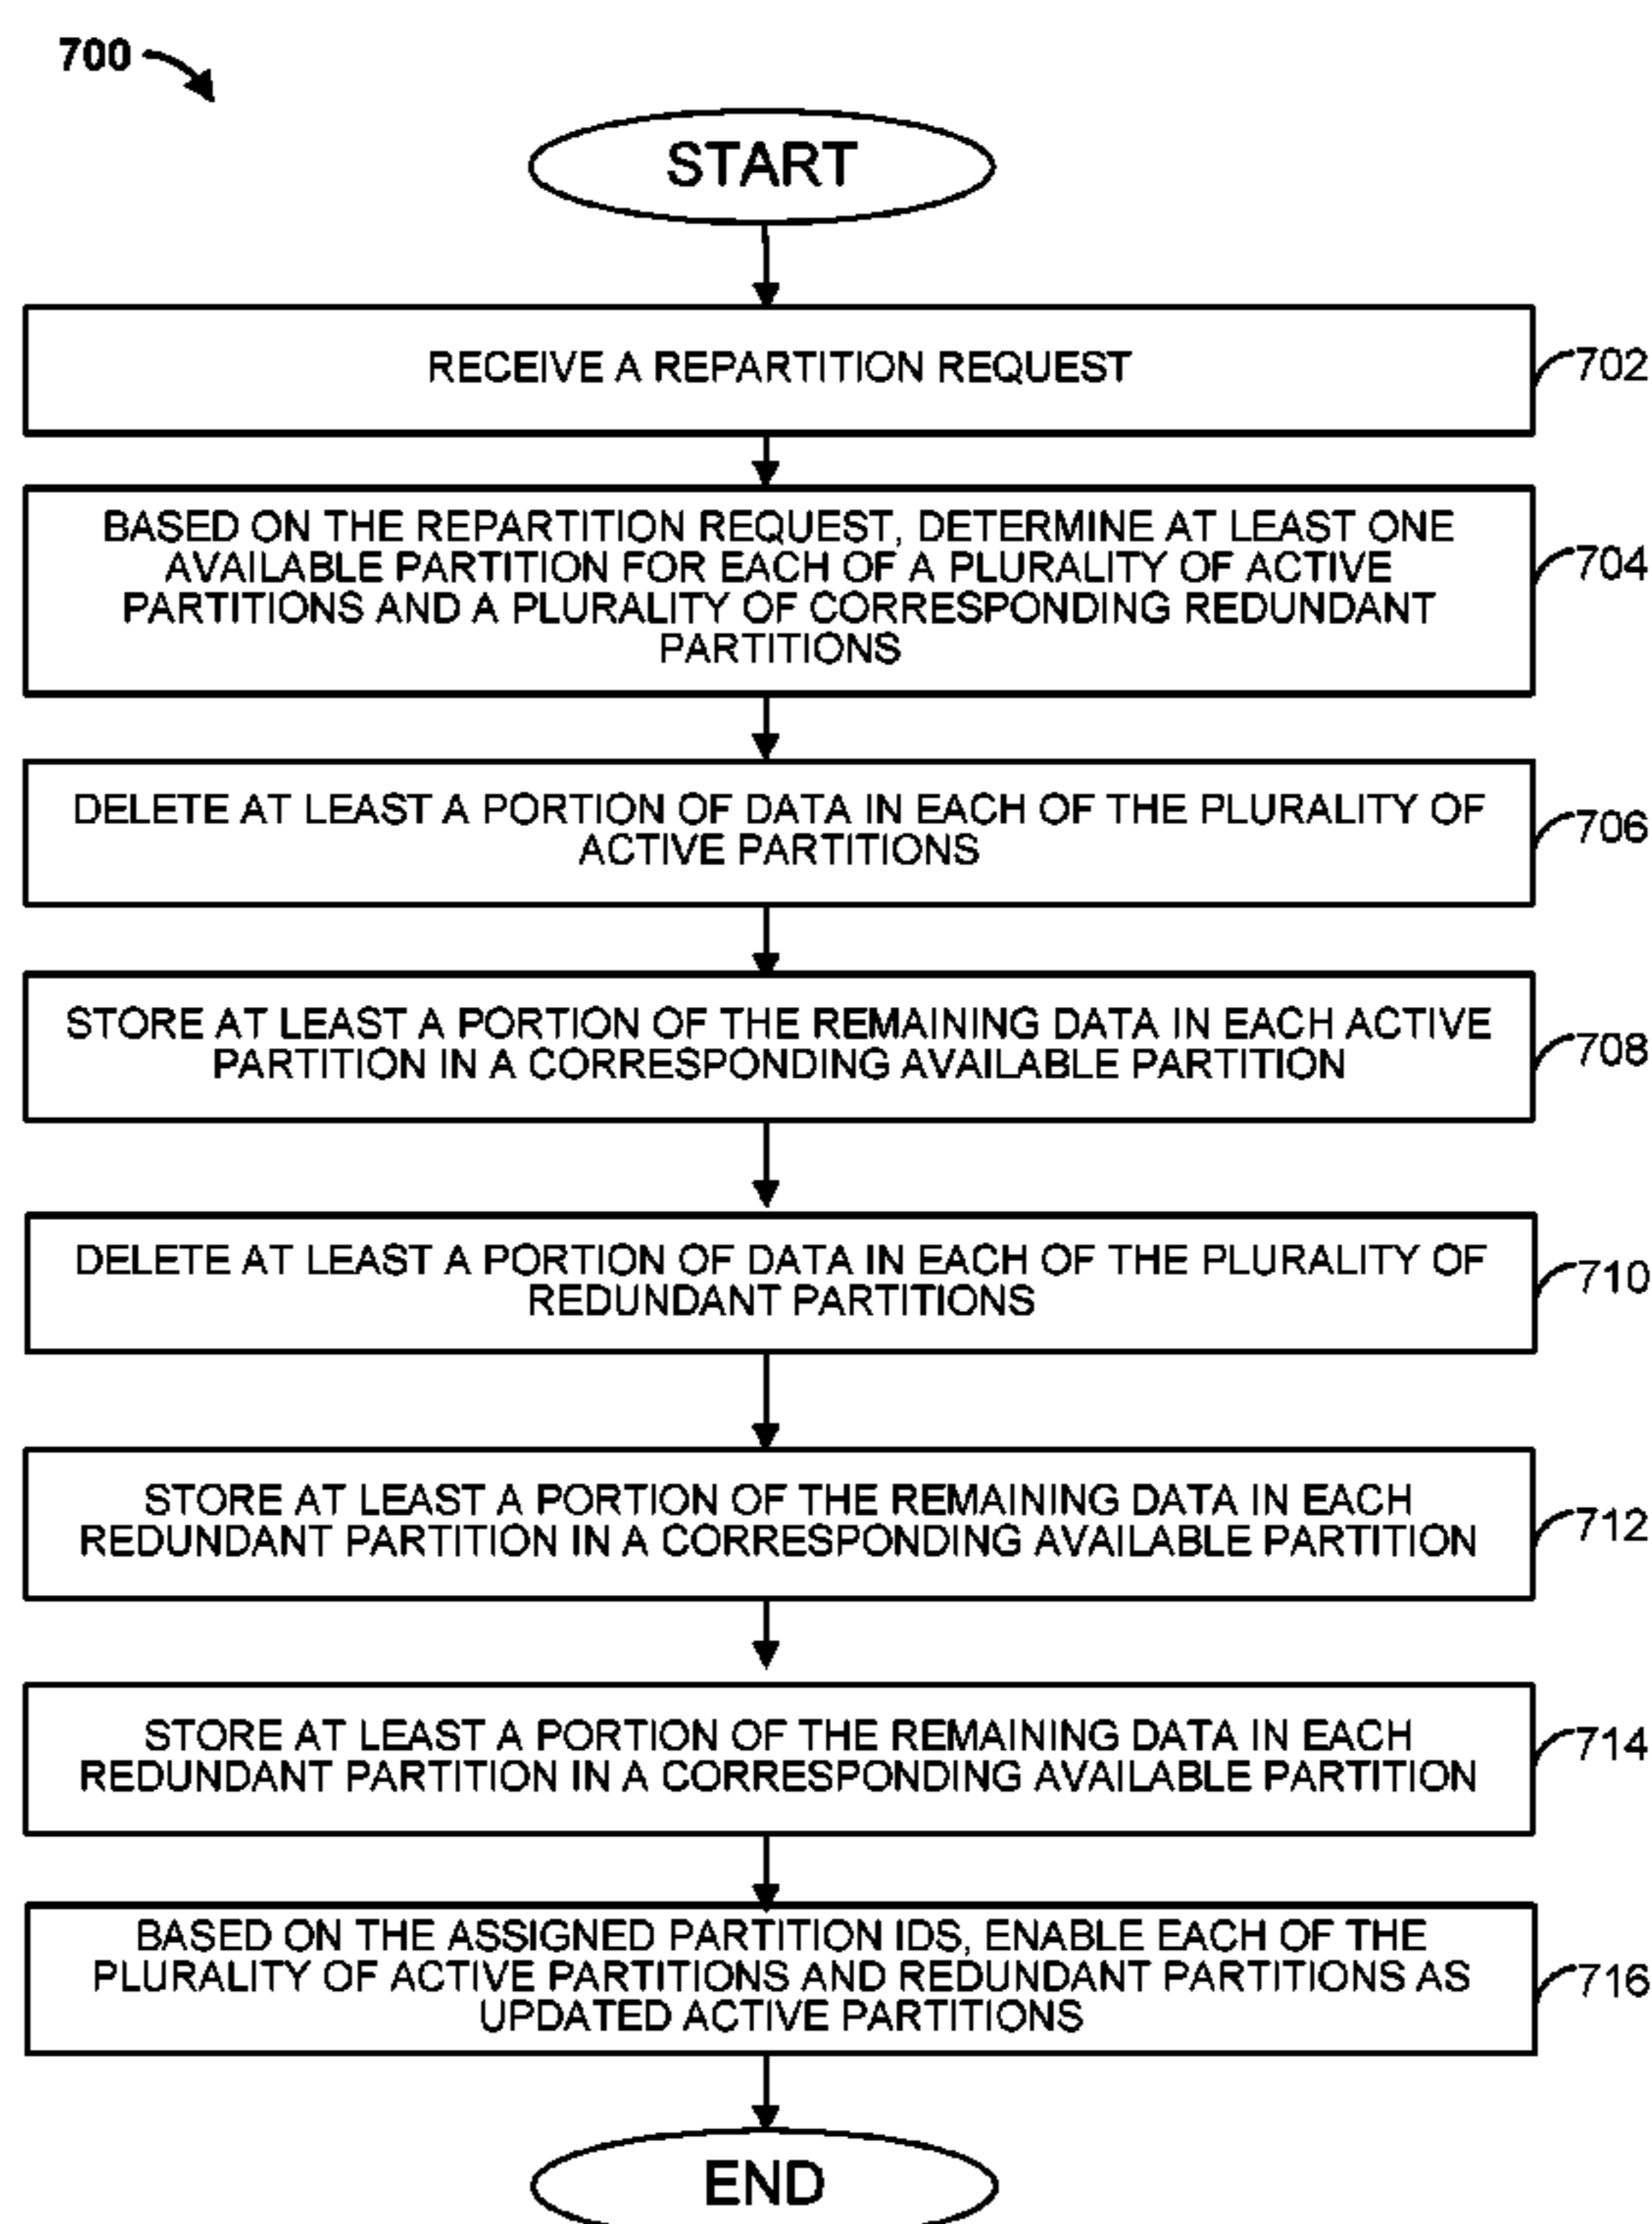 700
START
RECEIVE A REPARTITION REQUEST
702
BASED ON THE REPARTITION REQUEST, DETERMINE AT LEAST ONE
AVAILABLE PARTITION FOR EACH OF A PLURALITY OF ACTIVE
PARTITIONS AND A PLURALITY OF CORRESPONDING REDUNDANT
PARTITIONS
704
DELETE AT LEAST A PORTION OF DATA IN EACH OF THE PLURALITY OF
ACTIVE PARTITIONS
706
STORE AT LEAST A PORTION OF THE REMAINING DATA IN EACH ACTIVE
PARTITION IN A CORRESPONDING AVAILABLE PARTITION
708
DELETE AT LEAST A PORTION OF DATA IN EACH OF THE PLURALITY OF
REDUNDANT PARTITIONS
710
STORE AT LEAST A PORTION OF THE REMAINING DATA IN EACH
REDUNDANT PARTITION IN A CORRESPONDING AVAILABLE PARTITION
712
STORE AT LEAST A PORTION OF THE REMAINING DATA IN EACH
REDUNDANT PARTITION IN A CORRESPONDING AVAILABLE PARTITION
714
BASED ON THE ASSIGNED PARTITION IDS, ENABLE EACH OF THE
PLURALITY OF ACTIVE PARTITIONS AND REDUNDANT PARTITIONS AS
UPDATED ACTIVE PARTITIONS
716
END